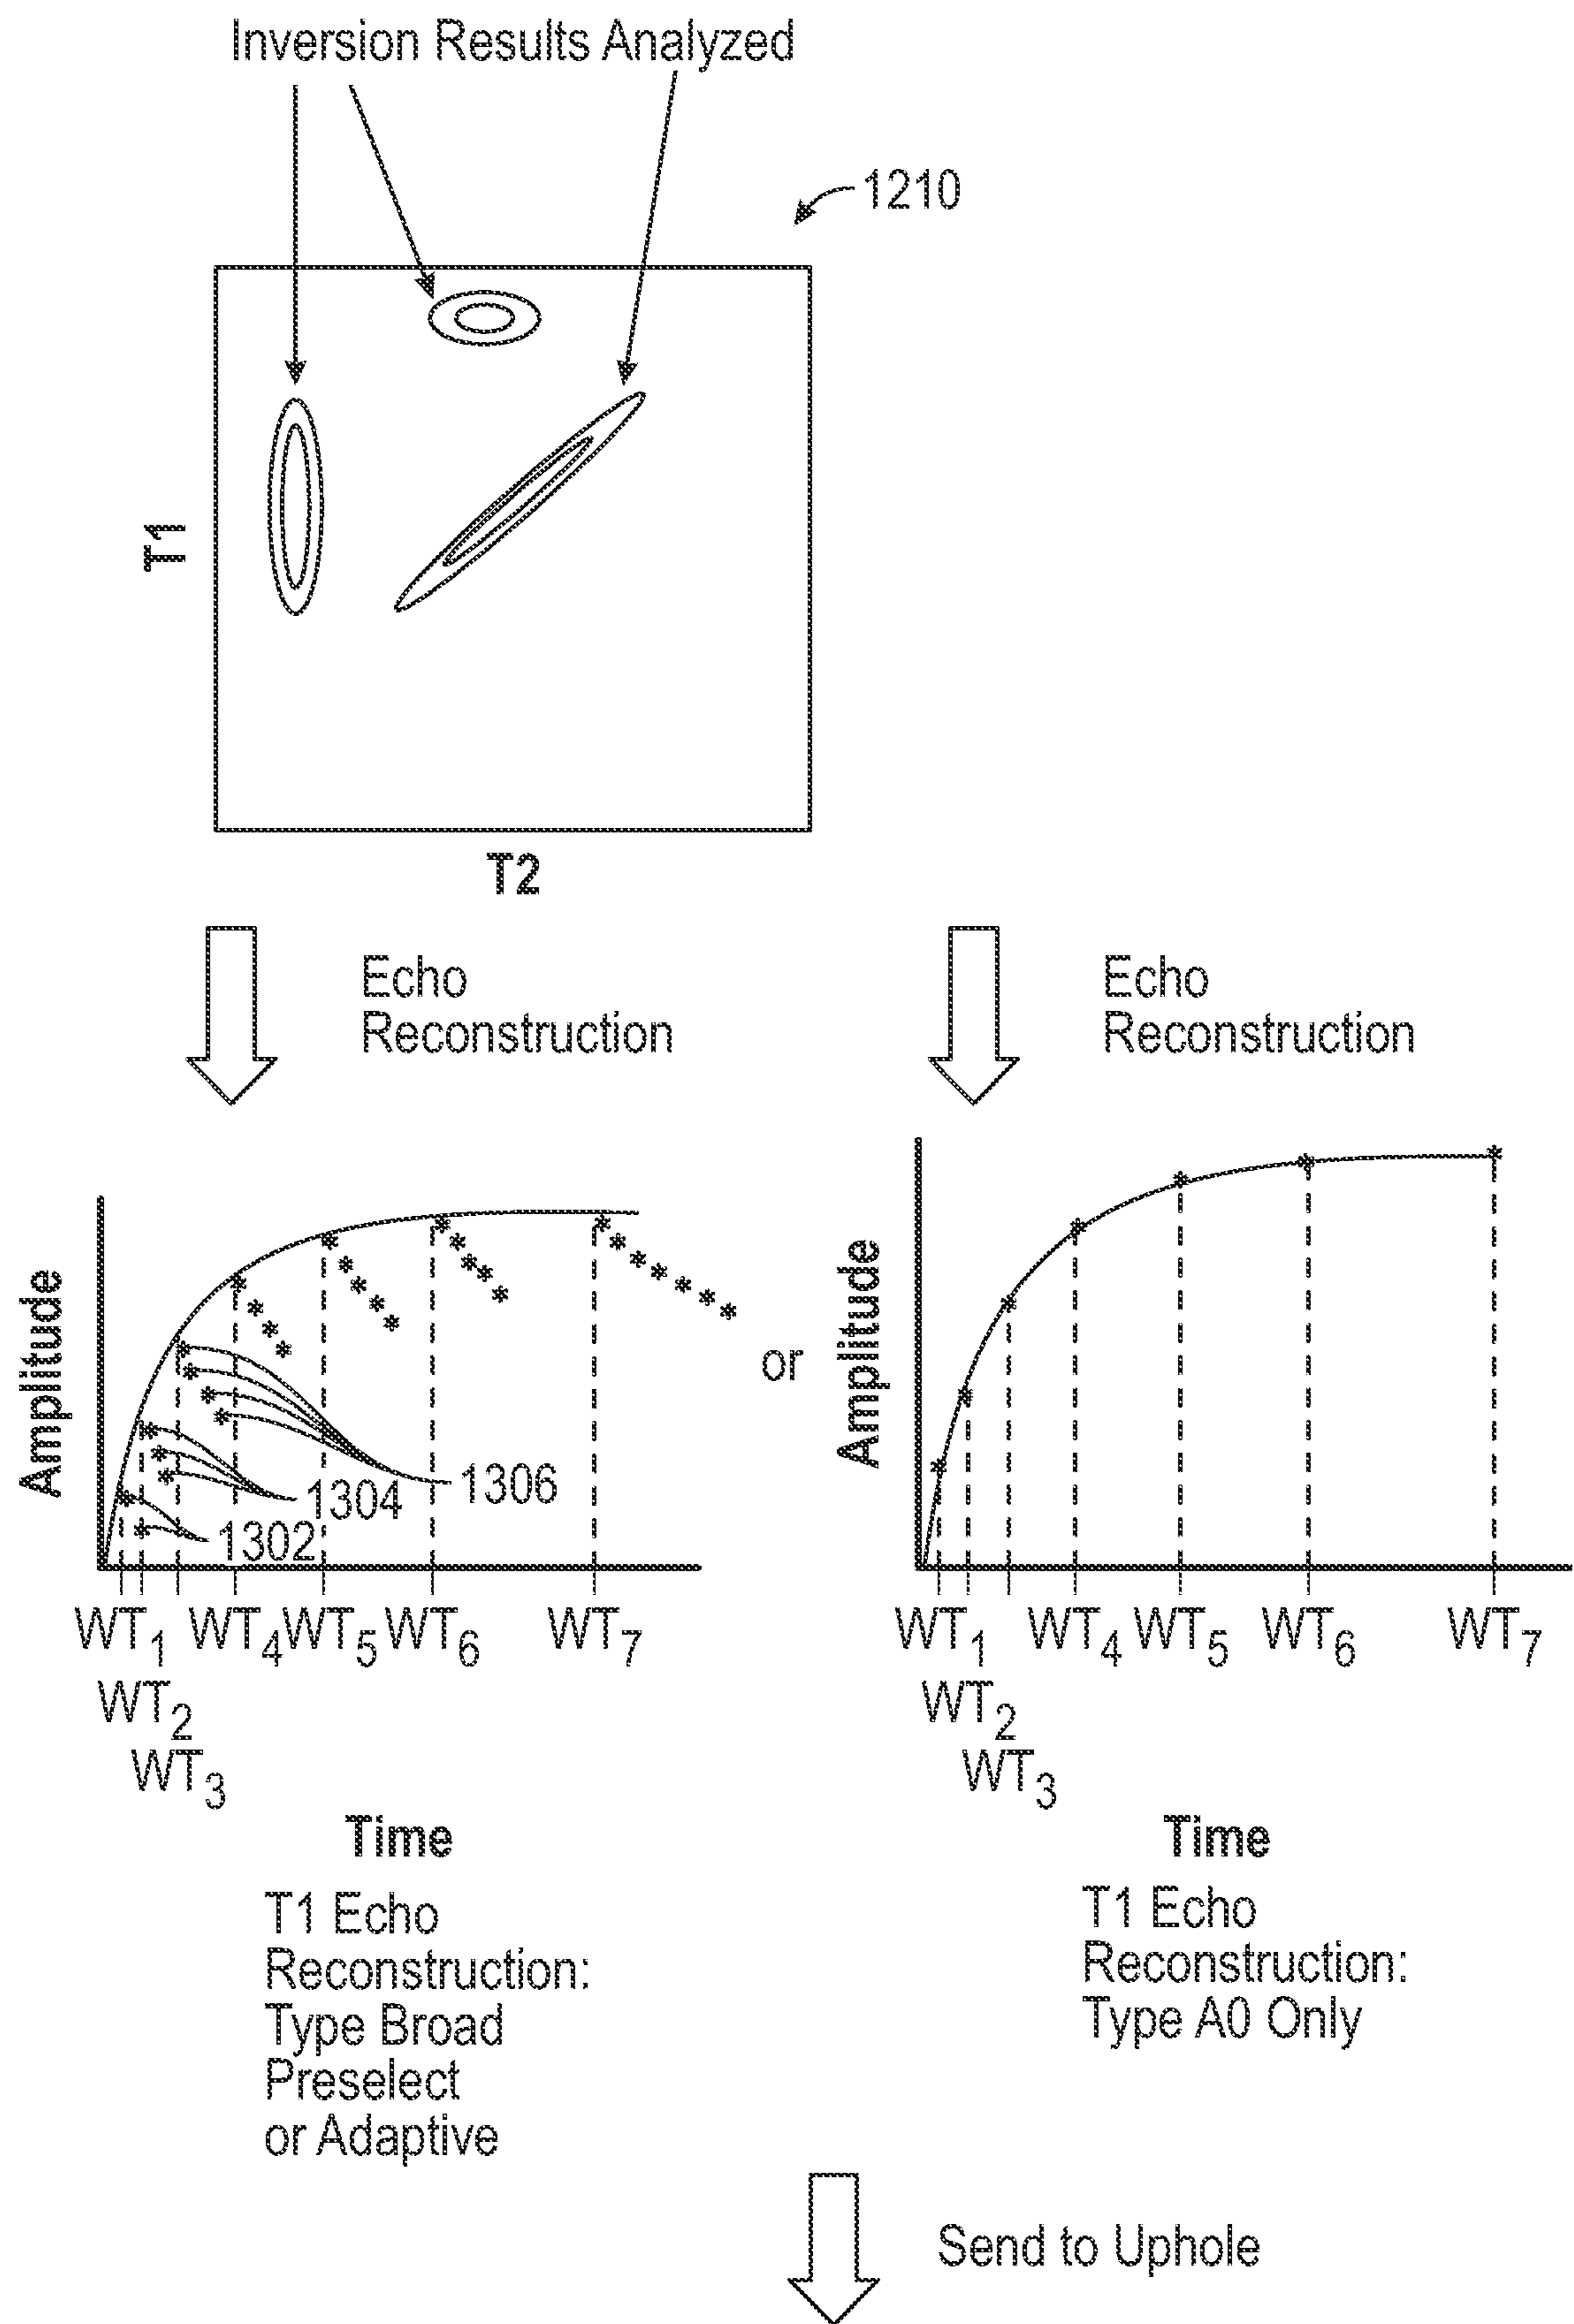 Inversion Results Analyzed
1210
T1
T2
Echo
Reconstruction
Echo
Reconstruction
Amplitude
1302
1304
1306
WT1 WT4 WT5 WT6 WT7
WT2
WT3
Time
T1 Echo
Reconstruction:
Type Broad
Preselect
or Adaptive
or
Amplitude
WT1 WT4 WT5 WT6 WT7
WT2
WT3
Time
T1 Echo
Reconstruction:
Type A0 Only
Send to Uphole